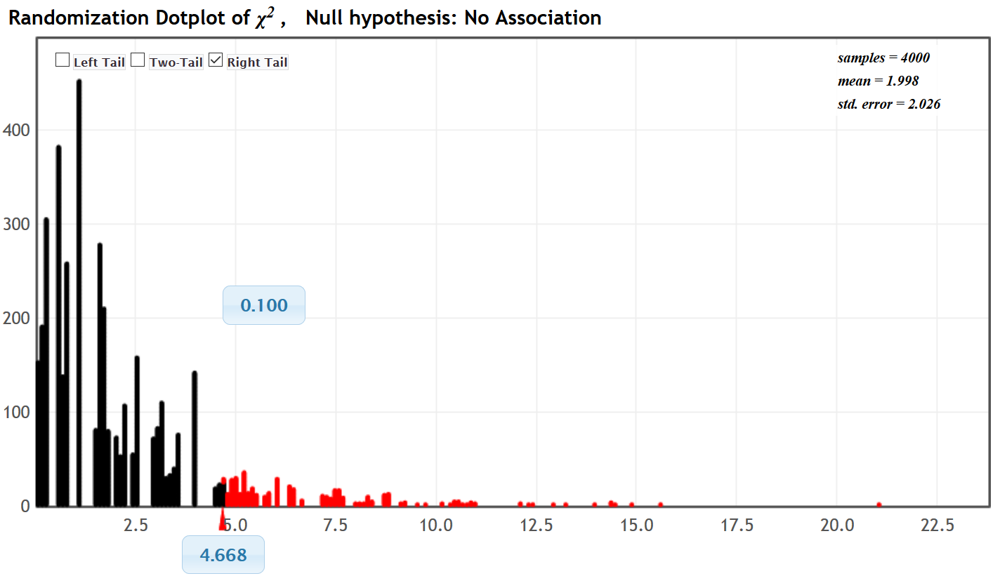 Randomization Dotplot of χ² ,   Null hypothesis: No Association
Left Tail Two-Tail Right Tail
samples = 4000
mean = 1.998
std. error = 2.026
400
300
200
100
0
0.100
2.5 5.0 7.5 10.0 12.5 15.0 17.5 20.0 22.5
4.668